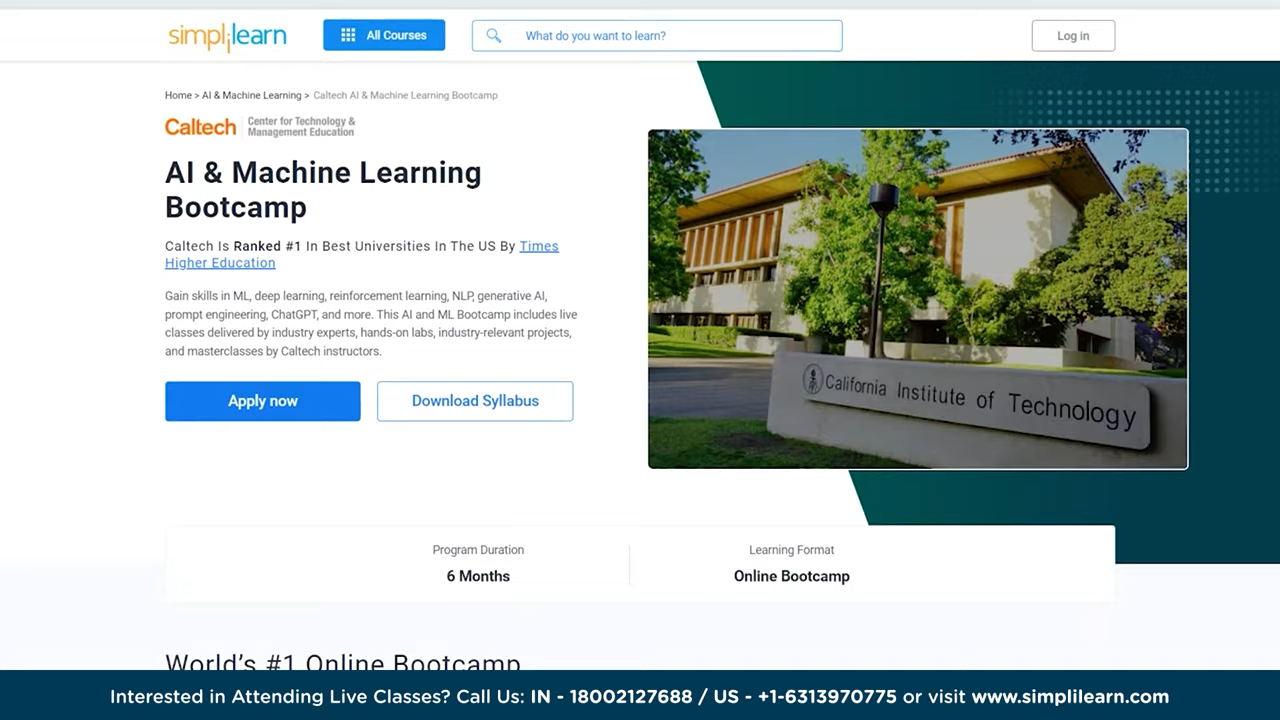 simplilearn
All Courses
What do you want to learn?
Log in
Home > AI & Machine Learning > Caltech AI & Machine Learning Bootcamp
Caltech
Center for Technology &
Management Education
AI & Machine Learning
Bootcamp
Caltech Is Ranked #1 In Best Universities In The US By Times
Higher Education
Gain skills in ML, deep learning, reinforcement learning, NLP, generative AI,
prompt engineering, ChatGPT, and more. This AI and ML Bootcamp includes live
classes delivered by industry experts, hands-on labs, industry-relevant projects,
and masterclasses by Caltech instructors.
Apply now
Download Syllabus
California Institute of Technology
Program Duration
6 Months
Learning Format
Online Bootcamp
World's #1 Online Bootcamp
Interested in Attending Live Classes? Call Us: IN - 18002127688 / US - +1-6313970775 or visit www.simplilearn.com